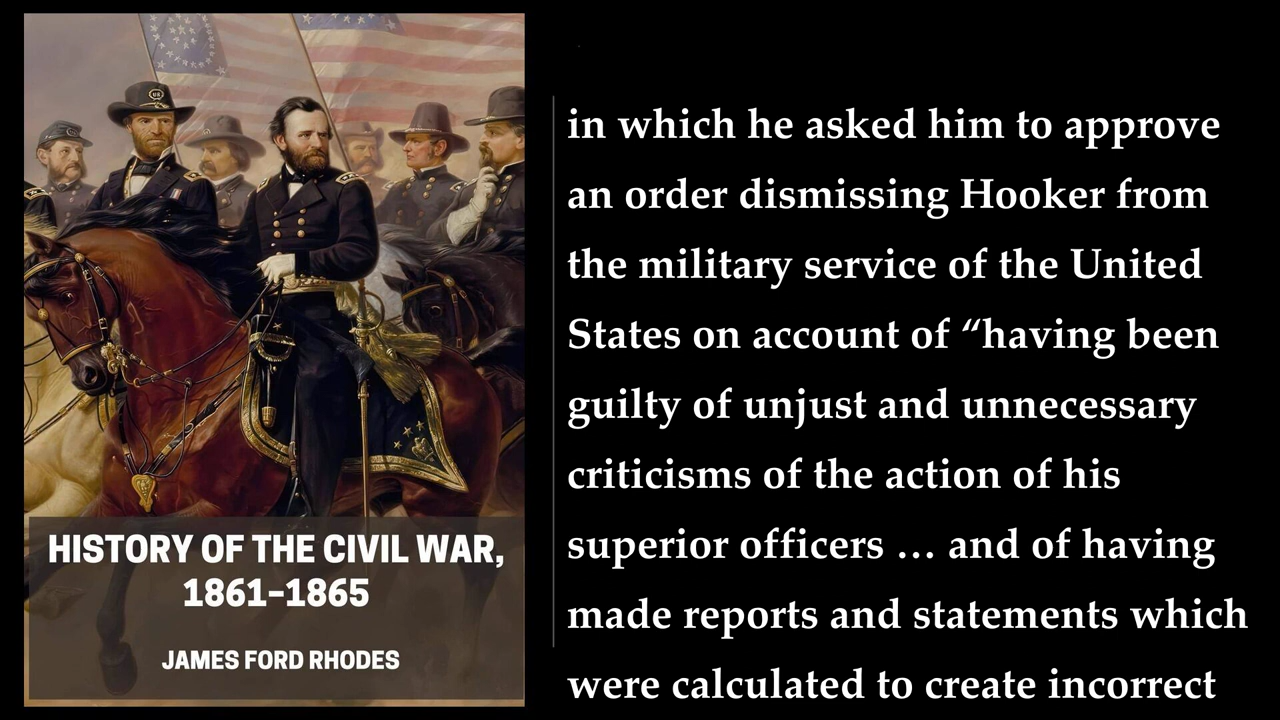 HISTORY OF THE CIVIL WAR,
1861–1865
JAMES FORD RHODES
in which he asked him to approve
an order dismissing Hooker from
the military service of the United
States on account of “having been
guilty of unjust and unnecessary
criticisms of the action of his
superior officers … and of having
made reports and statements which
were calculated to create incorrect